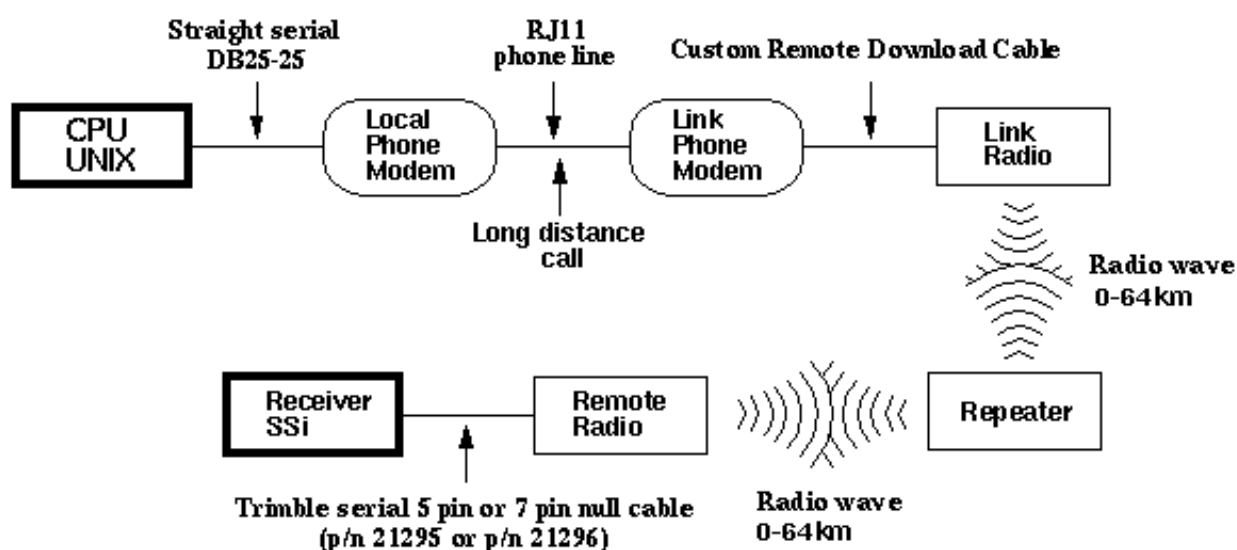 Straight serial
DB25-25
RJ11
phone line
Custom Remote Download Cable
CPU
UNIX
Local
Phone
Modem
Link
Phone
Modem
Link
Radio
Long distance
call
Radio wave
0-64km
Receiver
SSi
Remote
Radio
Repeater
Trimble serial 5 pin or 7 pin null cable
(p/n 21295 or p/n 21296)
Radio wave
0-64km